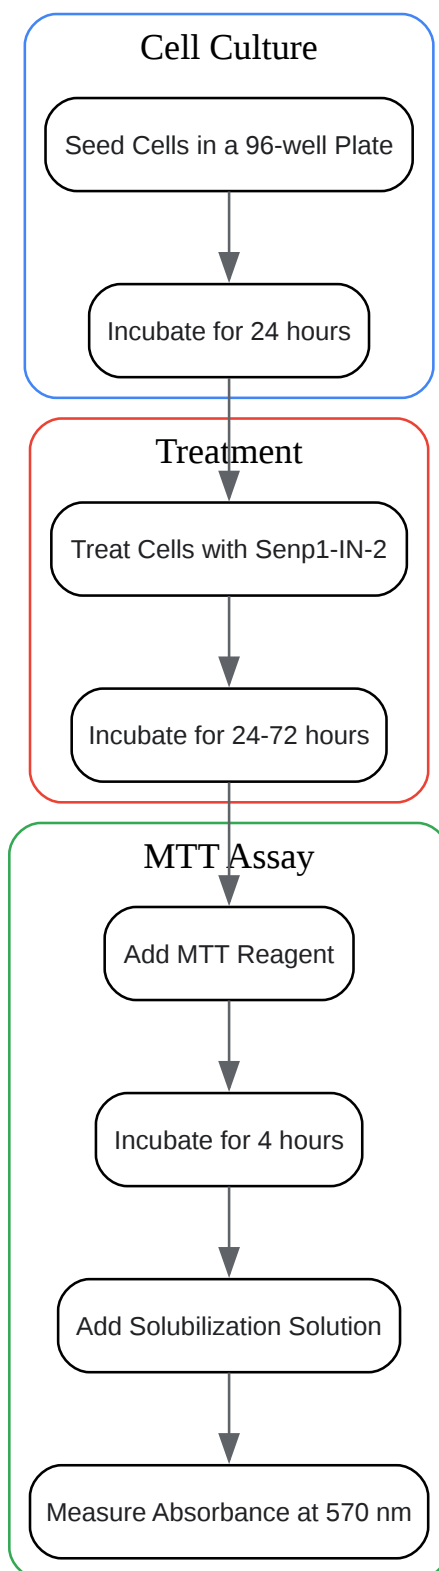 Cell Culture
Seed Cells in a 96-well Plate
Incubate for 24 hours
Treatment
Treat Cells with Senp1-IN-2
Incubate for 24-72 hours
MTT Assay
Add MTT Reagent
Incubate for 4 hours
Add Solubilization Solution
Measure Absorbance at 570 nm